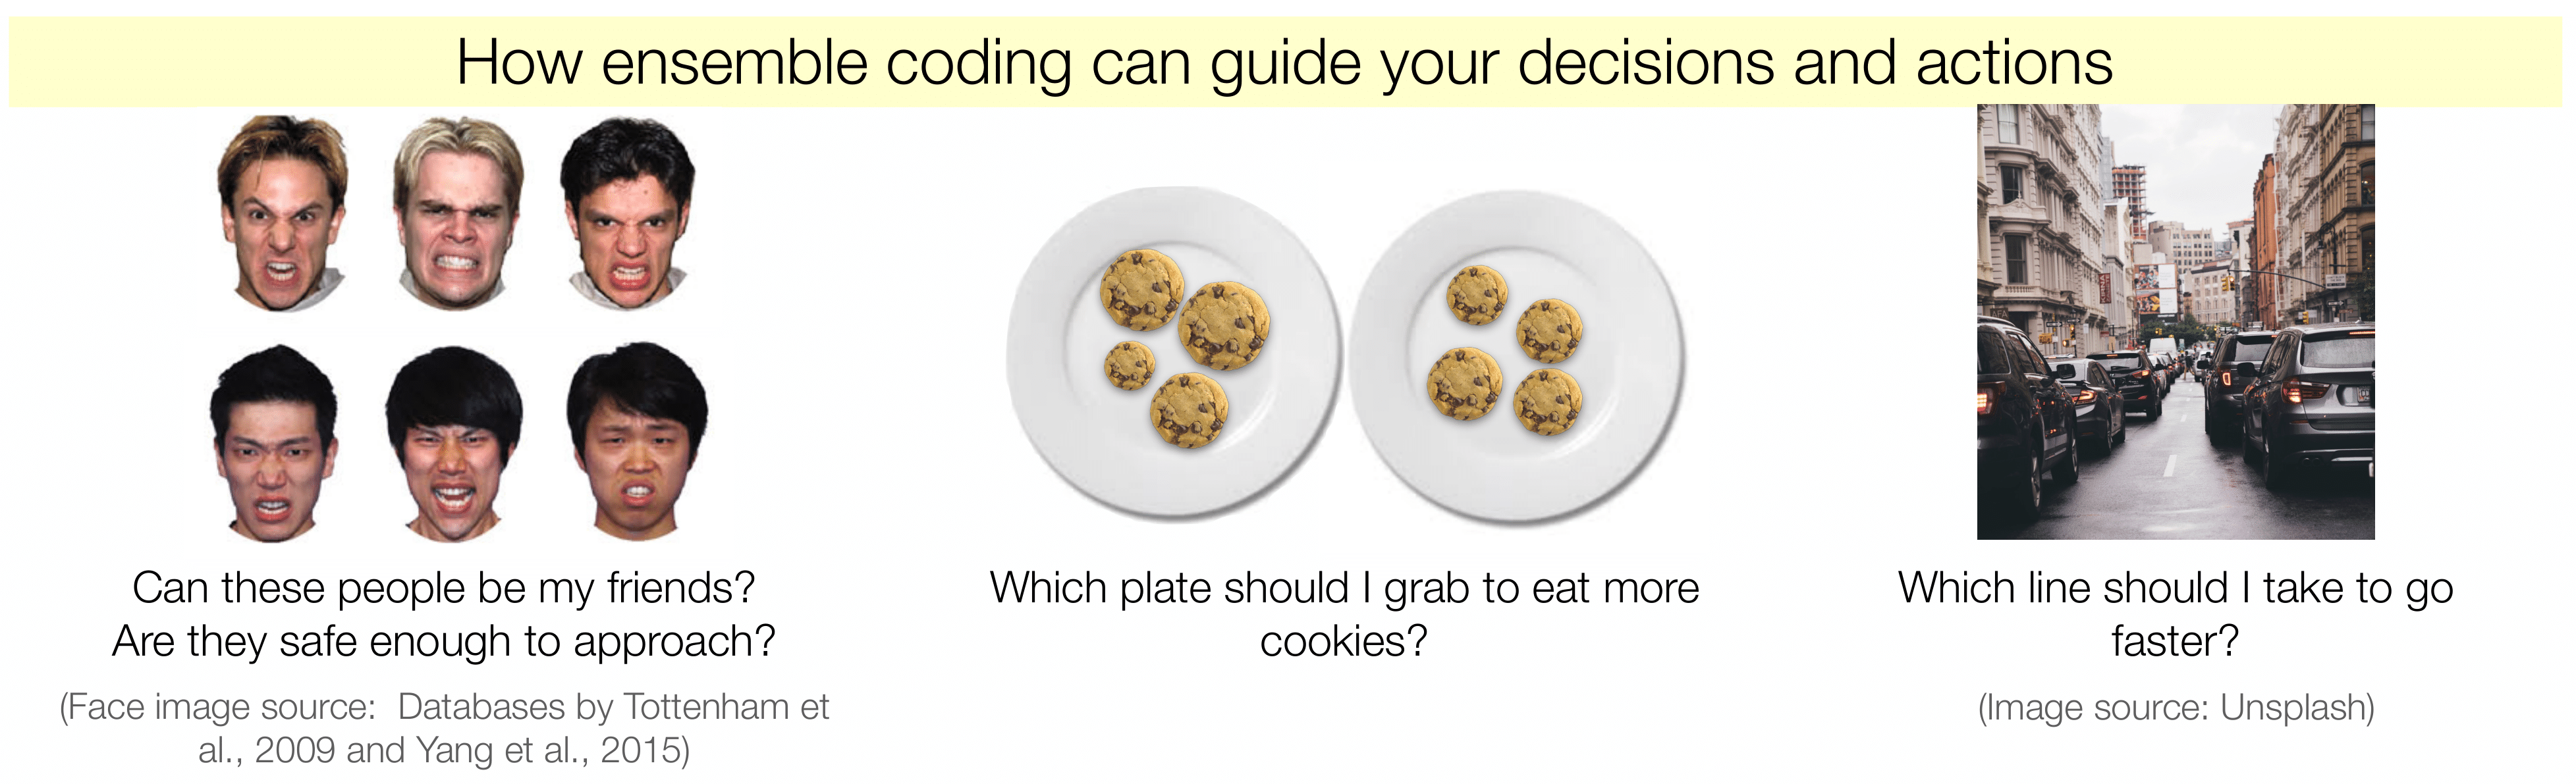 How ensemble coding can guide your decisions and actions
Can these people be my friends?
Are they safe enough to approach?
(Face image source:  Databases by Tottenham et
al., 2009 and Yang et al., 2015)
Which plate should I grab to eat more
cookies?
Which line should I take to go
faster?
(Image source: Unsplash)